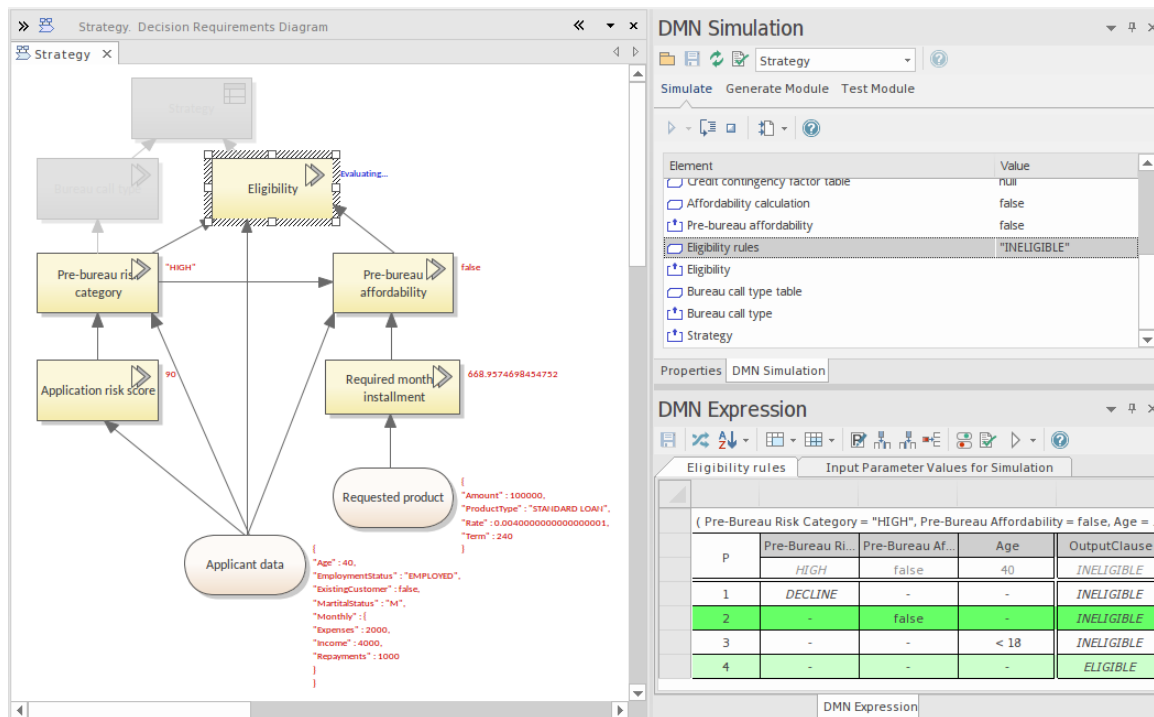 Strategy. Decision Requirements Diagram
Strategy
Strategy
Bureau call type
Eligibility
Evaluating...
Pre-bureau risk
category
"HIGH"
Pre-bureau
affordability
false
Application risk score
90
Required monthly
installment
668.9574698454752
Requested product
{
"Amount" : 100000,
"ProductType" : "STANDARD LOAN",
"Rate" : 0.0040000000000000001,
"Term" : 240
}
Applicant data
{
"Age" : 40,
"EmploymentStatus" : "EMPLOYED",
"ExistingCustomer" : false,
"MartitalStatus" : "M",
"Monthly" : {
"Expenses" : 2000,
"Income" : 4000,
"Repayments" : 1000
}
}
DMN Simulation
Strategy
Simulate Generate Module Test Module
Element Value
Credit contingency factor table null
Affordability calculation false
Pre-bureau affordability false
Eligibility rules "INELIGIBLE"
Eligibility
Bureau call type table
Bureau call type
Strategy
Properties DMN Simulation
DMN Expression
Eligibility rules Input Parameter Values for Simulation
( Pre-Bureau Risk Category = "HIGH", Pre-Bureau Affordability = false, Age =
P Pre-Bureau Ri... Pre-Bureau Af... Age OutputClause
HIGH false 40 INELIGIBLE
1 DECLINE - - INELIGIBLE
2 - false - INELIGIBLE
3 - - < 18 INELIGIBLE
4 - - - ELIGIBLE
DMN Expression